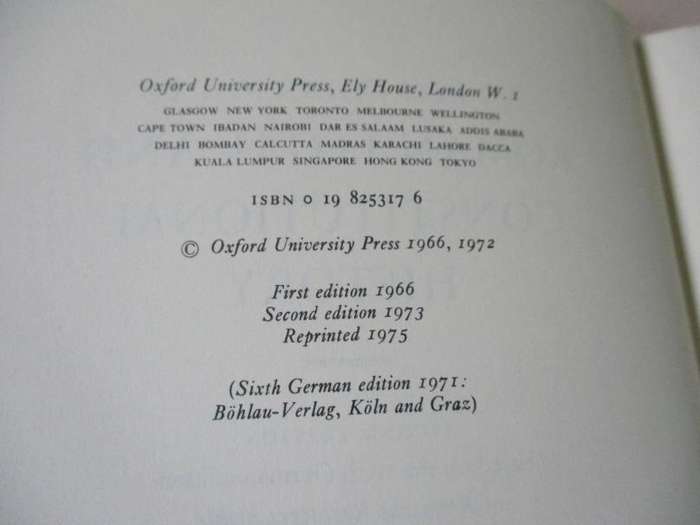 Oxford University Press, Ely House, London W. 1
GLASGOW NEW YORK TORONTO MELBOURNE WELLINGTON
CAPE TOWN IBADAN NAIROBI DAR ES SALAAM LUSAKA ADDIS ABABA
DELHI BOMBAY CALCUTTA MADRAS KARACHI LAHORE DACCA
KUALA LUMPUR SINGAPORE HONG KONG TOKYO
ISBN 0 19 825317 6
© Oxford University Press 1966, 1972
First edition 1966
Second edition 1973
Reprinted 1975
(Sixth German edition 1971:
Böhlau-Verlag, Köln and Graz)